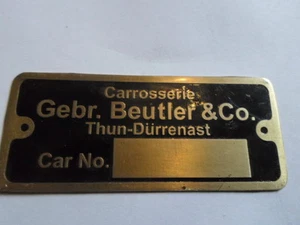 Carrosserie
Gebr. Beutler & Co.
Thun-Dürrenast
Car No.